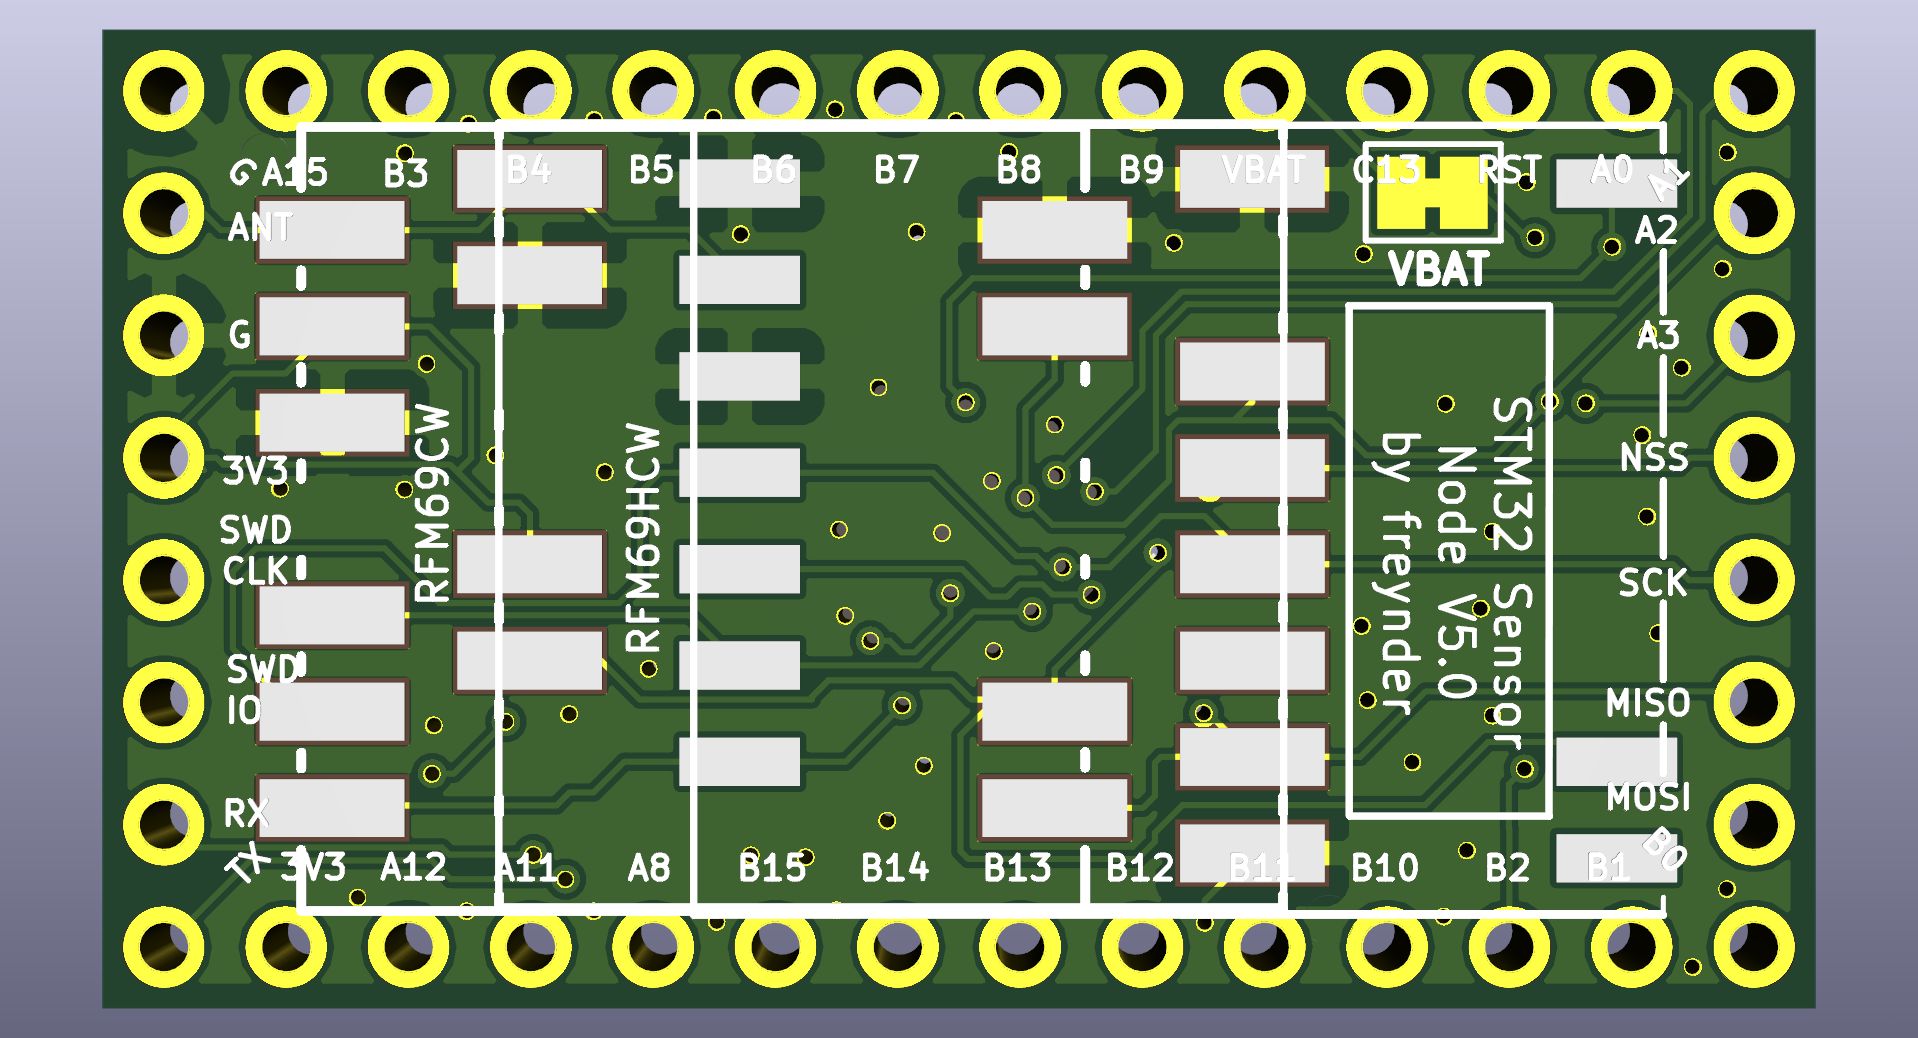 G A15 B3 B4 B5 B6 B7 B8 B9 VBAT C13 RST A0 A1
ANT
A2
VBAT
G
A3
3V3
NSS
SWD
CLK
SCK
SWD
IO
MISO
RX
MOSI
RFM69CW
RFM69HCW
STM32 Sensor
Node V5.0
by freynder
TX 3V3 A12 A11 A8 B15 B14 B13 B12 B11 B10 B2 B1 B0